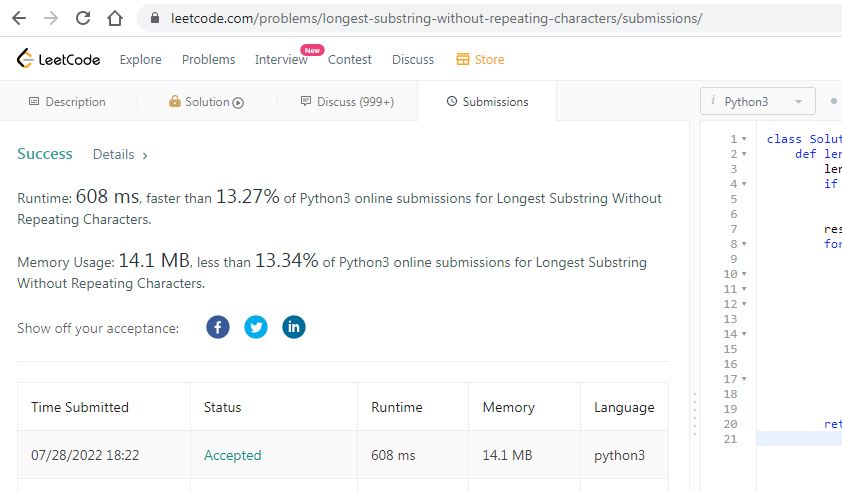 leetcode.com/problems/longest-substring-without-repeating-characters/submissions/
LeetCode Explore Problems Interview New Contest Discuss Store
Description Solution Discuss (999+) Submissions i Python3
Success Details
Runtime: 608 ms, faster than 13.27% of Python3 online submissions for Longest Substring Without
Repeating Characters.
Memory Usage: 14.1 MB, less than 13.34% of Python3 online submissions for Longest Substring
Without Repeating Characters.
Show off your acceptance:
Time Submitted Status Runtime Memory Language
07/28/2022 18:22 Accepted 608 ms 14.1 MB python3
1 class Solut
2 def len
3 len
4 if
5
6
7 res
8 for
9
10
11
12
13
14
15
16
17
18
19
20 ret
21